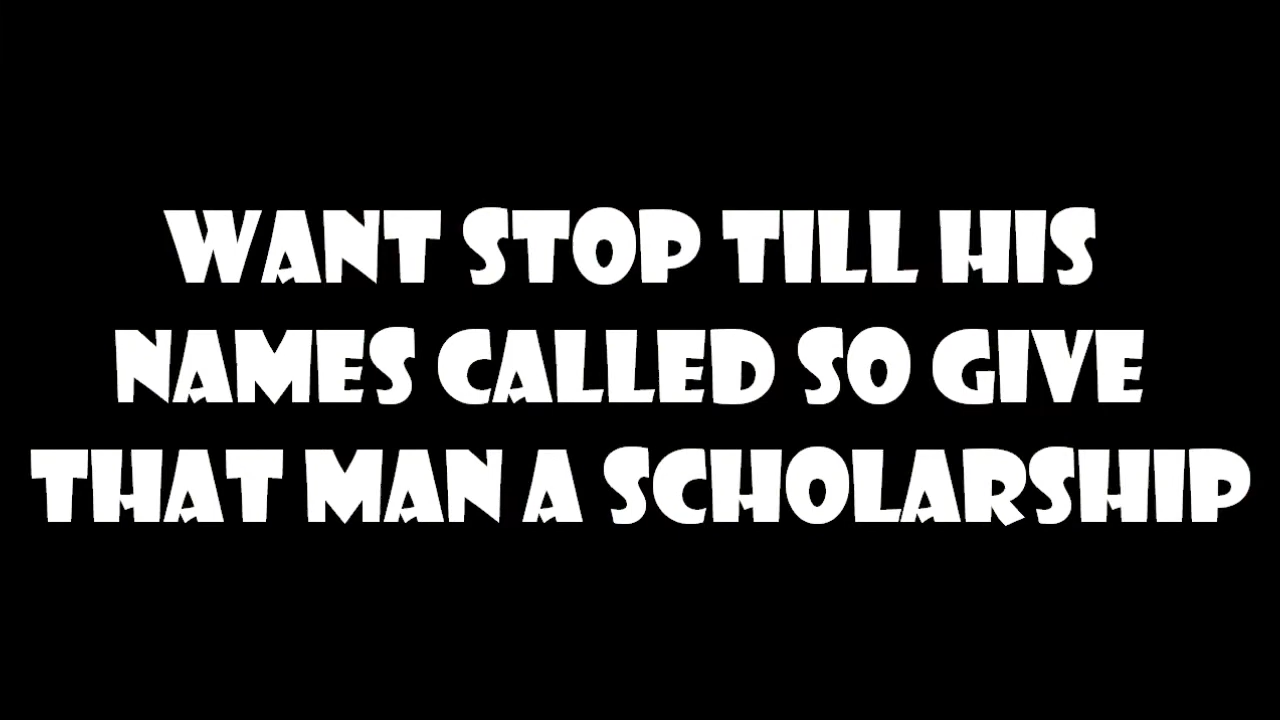 WANT STOP TILL HIS
NAMES CALLED SO GIVE
THAT MAN A SCHOLARSHIP